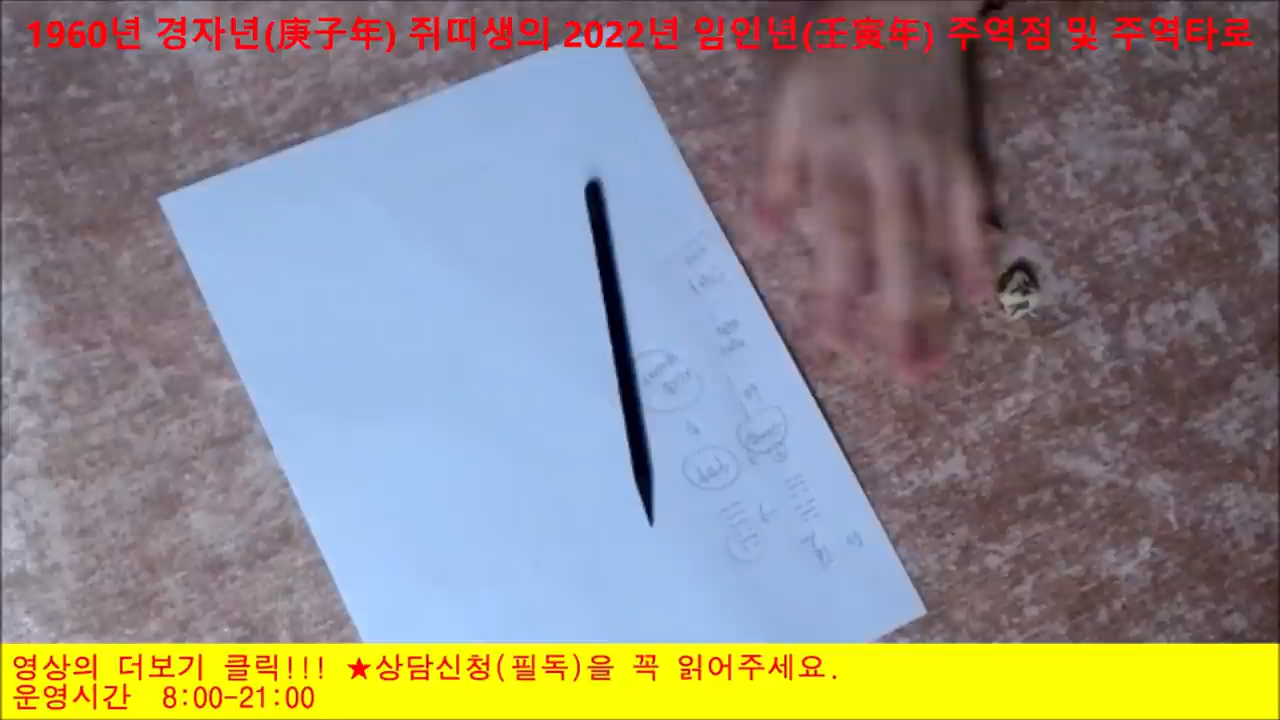 1960년 경자년(庚子年) 쥐띠생의 2022년 임인년(壬寅年) 주역점 및 주역타로
영상의 더보기 클릭!!! ★상담신청(필독)을 꼭 읽어주세요.
운영시간 8:00-21:00